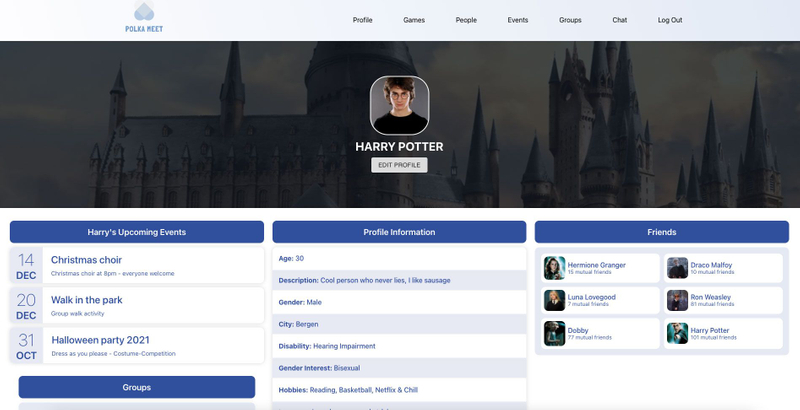 POLKA MEET
Profile
Games
People
Events
Groups
Chat
Log Out
HARRY POTTER
EDIT PROFILE
Harry's Upcoming Events
14
DEC
Christmas choir
Christmas choir at 8pm - everyone welcome
20
DEC
Walk in the park
Group walk activity
31
OCT
Halloween party 2021
Dress as you please - Costume-Competition
Groups
Profile Information
Age: 30
Description: Cool person who never lies, I like sausage
Gender: Male
City: Bergen
Disability: Hearing Impairment
Gender Interest: Bisexual
Hobbies: Reading, Basketball, Netflix & Chill
Friends
Hermione Granger
15 mutual friends
Draco Malfoy
10 mutual friends
Luna Lovegood
7 mutual friends
Ron Weasley
81 mutual friends
Dobby
77 mutual friends
Harry Potter
101 mutual friends